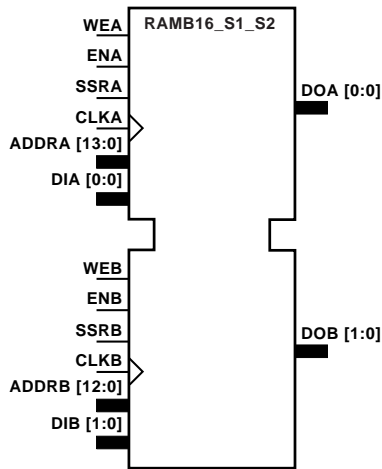 RAMB16_S1_S2
WEA
ENA
SSRA
CLKA
ADDRA [13:0]
DIA [0:0]
DOA [0:0]
WEB
ENB
SSRB
CLKB
ADDRB [12:0]
DIB [1:0]
DOB [1:0]